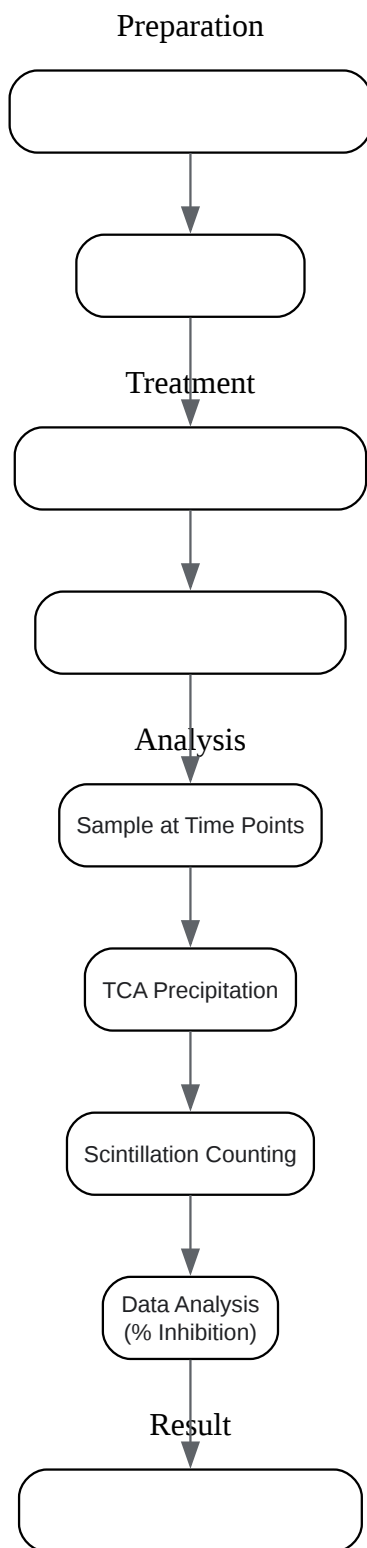 Preparation
Treatment
Analysis
Sample at Time Points
TCA Precipitation
Scintillation Counting
Data Analysis
(% Inhibition)
Result